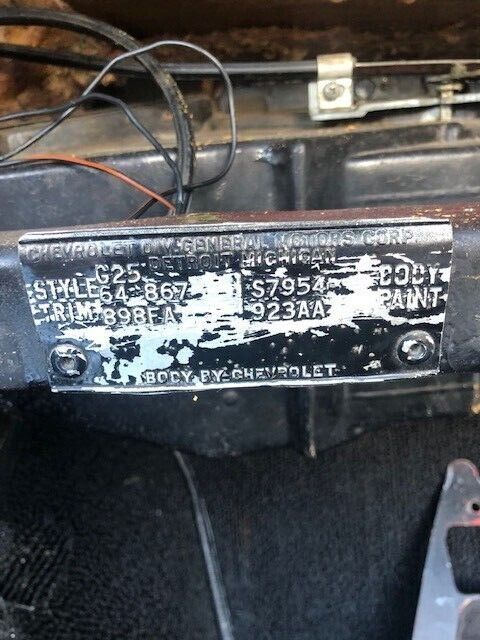 CHEVROLET DIV. GENERAL MOTORS CORP.
DETROIT MICHIGAN
G25
STYLE 64-867 S7954 BODY
TRIM 898FA 923AA PAINT
BODY BY CHEVROLET